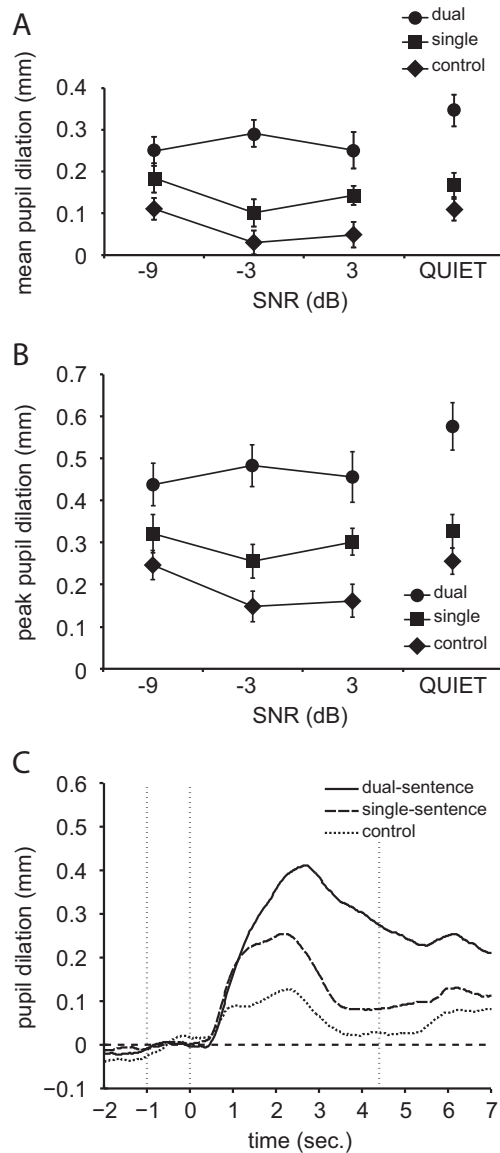 A
dual
single
control
mean pupil dilation (mm)
0.4
0.3
0.2
0.1
0
-9 -3 3 QUIET
SNR (dB)
B
peak pupil dilation (mm)
0.7
0.6
0.5
0.4
0.3
0.2
0.1
0
dual
single
control
-9 -3 3 QUIET
SNR (dB)
C
pupil dilation (mm)
0.6
0.5
0.4
0.3
0.2
0.1
0
−0.1
dual-sentence
single-sentence
control
−2 −1 0 1 2 3 4 5 6 7
time (sec.)